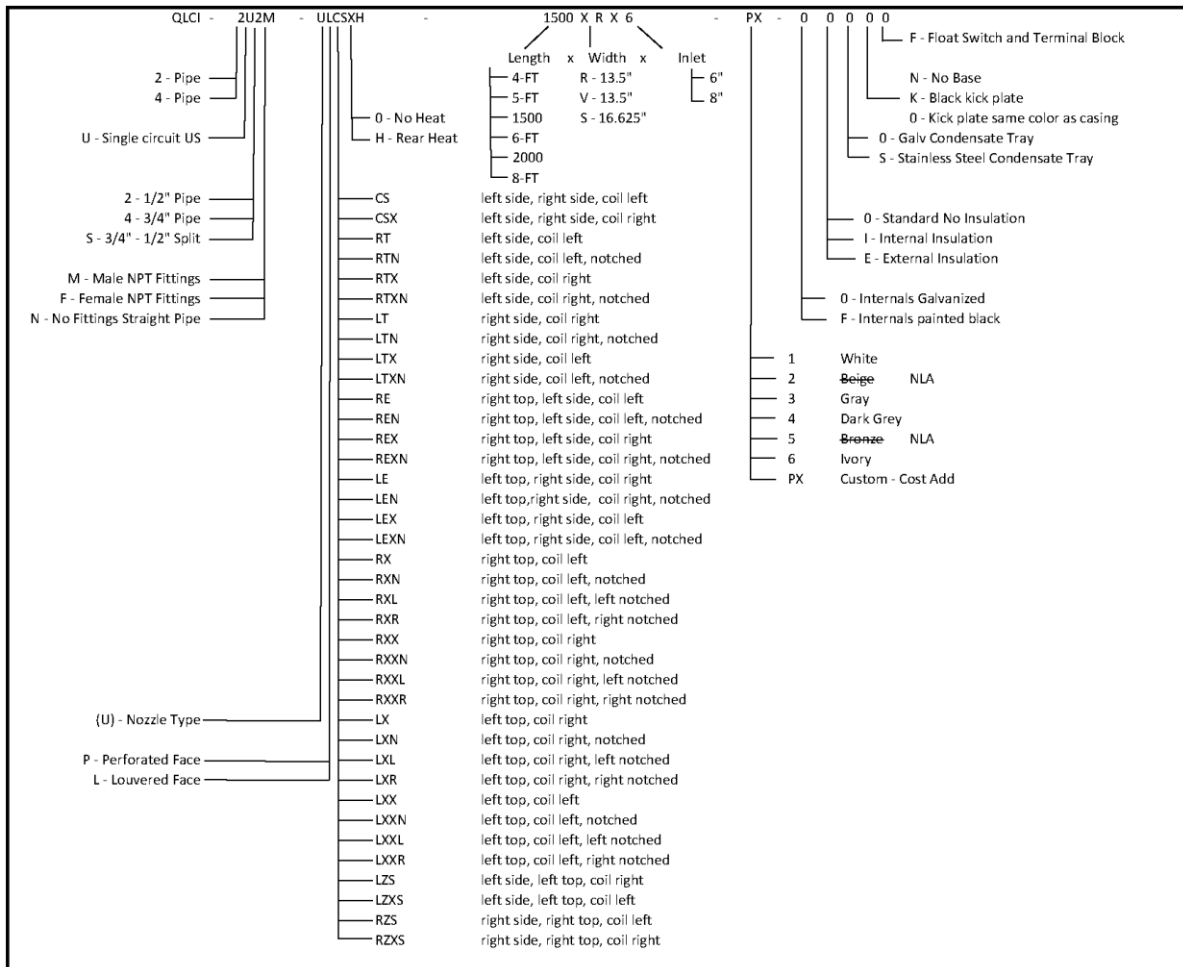 QLCI - 2U2M - ULCSXH - 1500 X R X 6 - PX - 0 0 0 0 0
F - Float Switch and Terminal Block
Length x Width x Inlet
2 - Pipe 4-FT R - 13.5" 6" N - No Base
4 - Pipe 5-FT V - 13.5" 8" K - Black kick plate
0 - No Heat 1500 S - 16.625" 0 - Kick plate same color as casing
U - Single circuit US H - Rear Heat 6-FT 0 - Galv Condensate Tray
2000 S - Stainless Steel Condensate Tray
8-FT
2 - 1/2" Pipe CS left side, right side, coil left
4 - 3/4" Pipe CSX left side, right side, coil right 0 - Standard No Insulation
S - 3/4" - 1/2" Split RT left side, coil left I - Internal Insulation
RTN left side, coil left, notched E - External Insulation
M - Male NPT Fittings RTX left side, coil right
F - Female NPT Fittings RTXN left side, coil right, notched 0 - Internals Galvanized
N - No Fittings Straight Pipe LT right side, coil right F - Internals painted black
LTN right side, coil right, notched
LTX right side, coil left 1 White
LTXN right side, coil left, notched 2 Beige NLA
RE right top, left side, coil left 3 Gray
REN right top, left side, coil left, notched 4 Dark Grey
REX right top, left side, coil right 5 Bronze NLA
REXN right top, left side, coil right, notched 6 Ivory
LE left top, right side, coil right PX Custom - Cost Add
LEN left top,right side, coil right, notched
LEX left top, right side, coil left
LEXN left top, right side, coil left, notched
RX right top, coil left
RXN right top, coil left, notched
RXL right top, coil left, left notched
RXR right top, coil left, right notched
RXX right top, coil right
RXXN right top, coil right, notched
RXXL right top, coil right, left notched
RXXR right top, coil right, right notched
(U) - Nozzle Type LX left top, coil right
LXN left top, coil right, notched
P - Perforated Face LXL left top, coil right, left notched
L - Louvered Face LXR left top, coil right, right notched
LXX left top, coil left
LXXN left top, coil left, notched
LXXL left top, coil left, left notched
LXXR left top, coil left, right notched
LZS left side, left top, coil right
LZXS left side, left top, coil left
RZS right side, right top, coil left
RZXS right side, right top, coil right